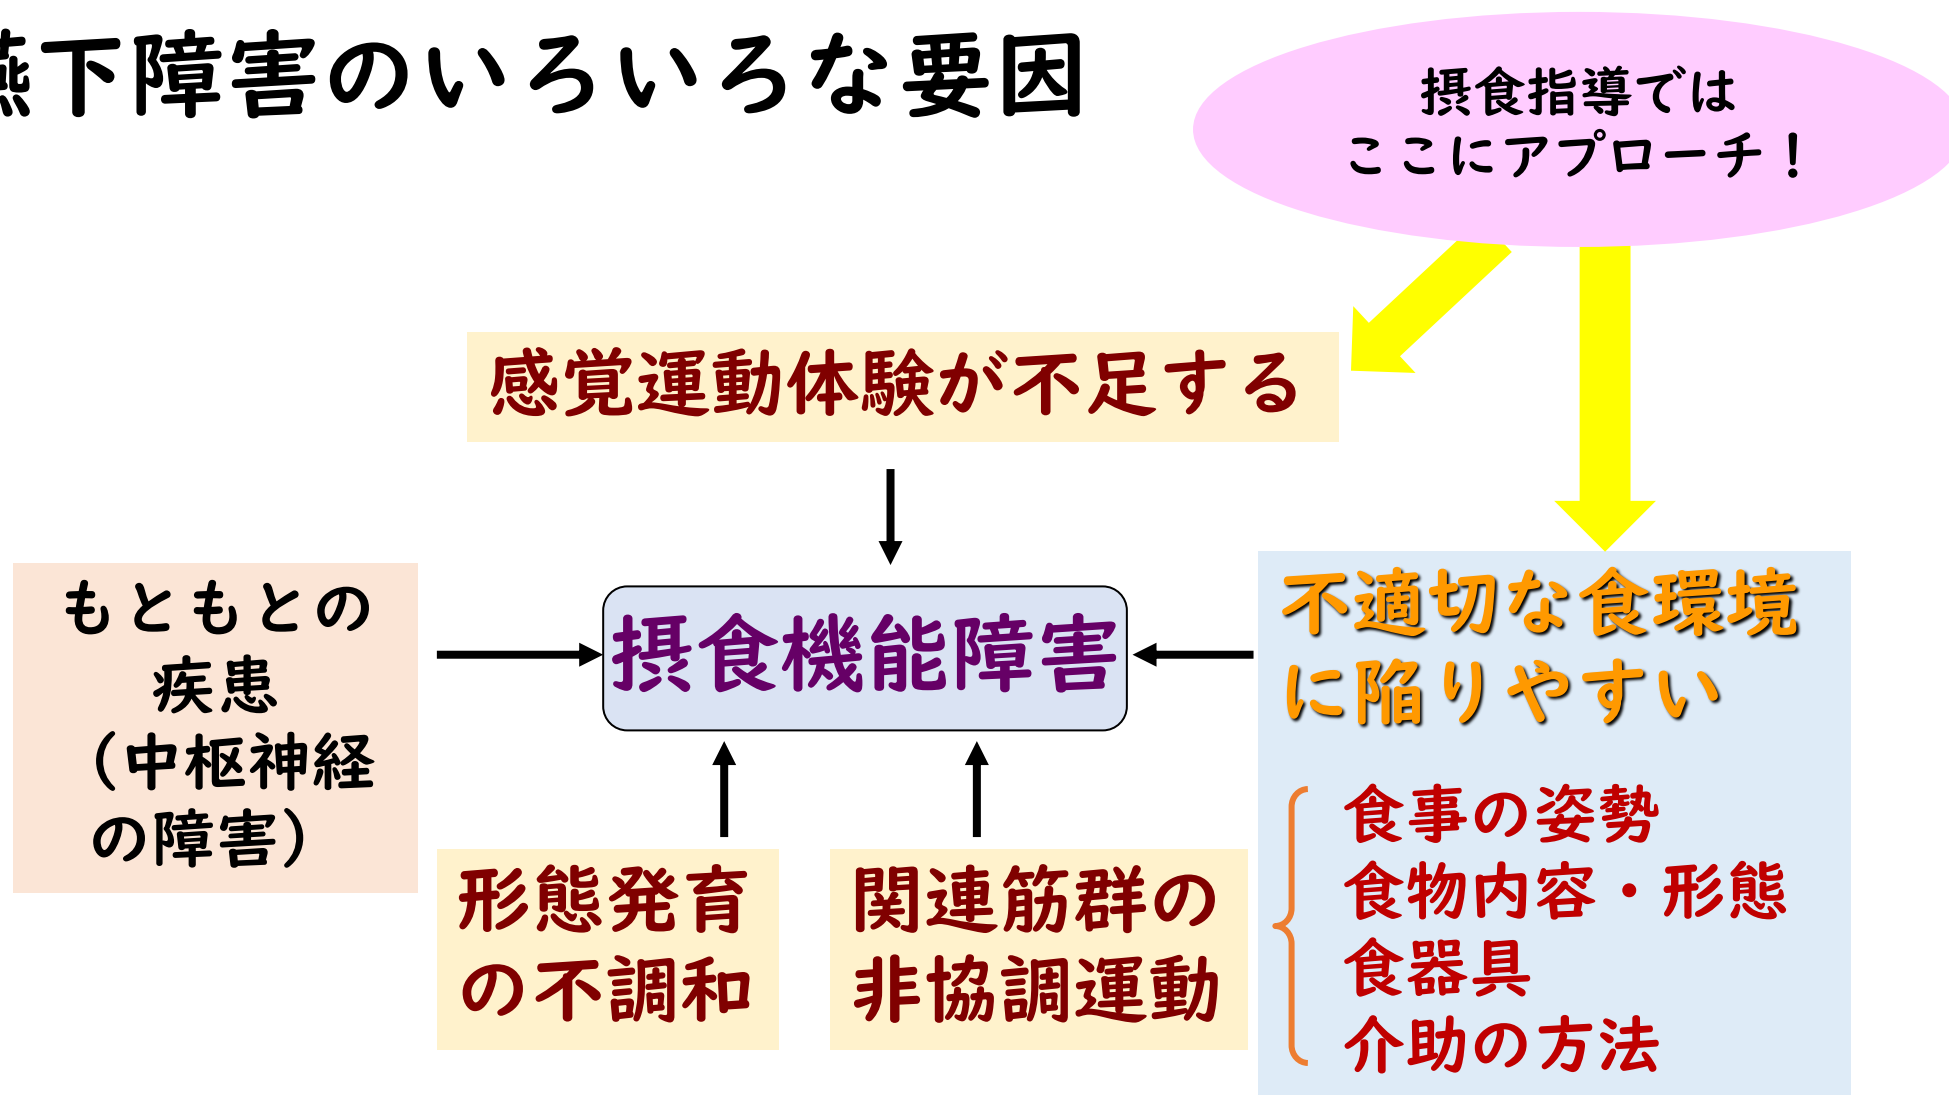 嚥下障害のいろいろな要因
摂食指導では
ここにアプローチ！
感覚運動体験が不足する
もともとの
疾患
（中枢神経
の障害）
摂食機能障害
不適切な食環境
に陥りやすい
食事の姿勢
食物内容・形態
食器具
介助の方法
形態発育
の不調和
関連筋群の
非協調運動